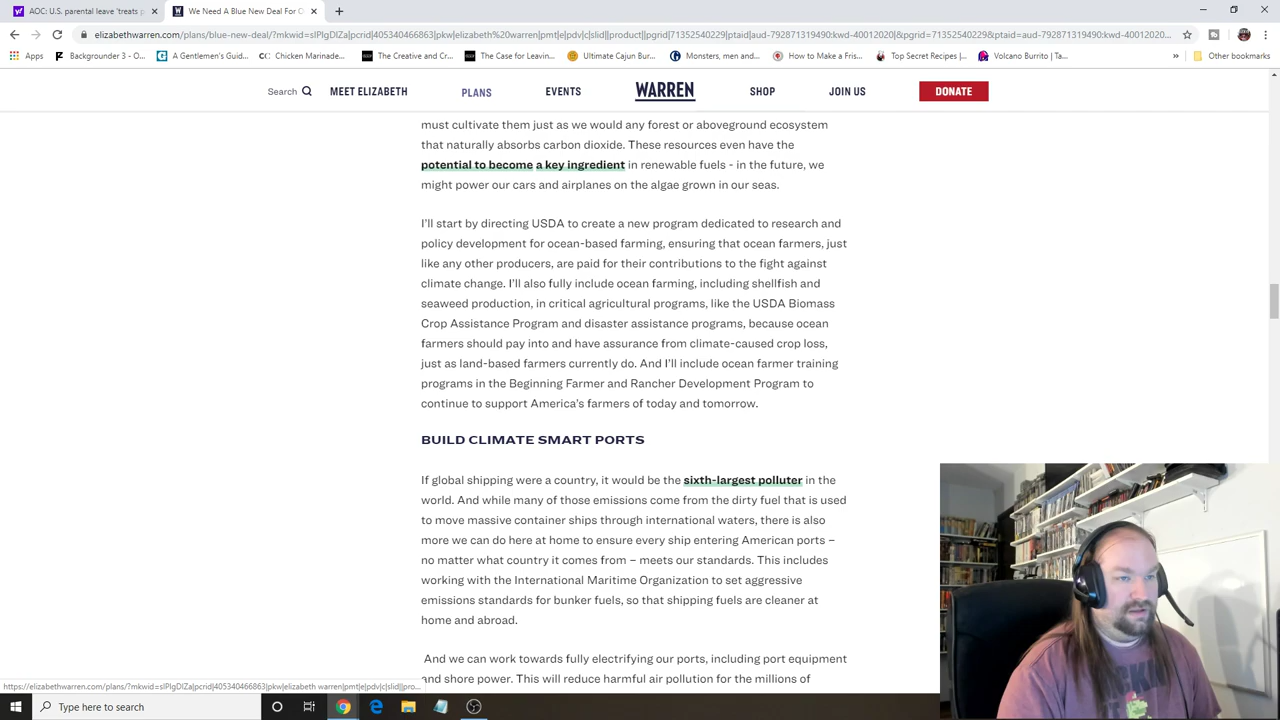 AOC: U.S. parental leave 'treats p
We Need A Blue New Deal For O
elizabethwarren.com/plans/blue-new-deal/?mkwid=sIPIgDIZa|pcrid|405340466863|pkw|elizabeth%20warren|pmt|e|pdv|c|slid||product||pgrid|71352540229|ptaid|aud-792871319490:kwd-40012020|&pgrid=71352540229&ptaid=aud-792871319490:kwd-40012020...
Apps
Backgrounder 3 - O...
A Gentlemen's Guid...
Chicken Marinade...
The Creative and Cr...
The Case for Leavin...
Ultimate Cajun Bur...
Monsters, men, and...
How to Make a Fris...
Top Secret Recipes |...
Volcano Burrito | Ta...
»
Other bookmarks
Search
MEET ELIZABETH
PLANS
EVENTS
WARREN
SHOP
JOIN US
DONATE
must cultivate them just as we would any forest or aboveground ecosystem
that naturally absorbs carbon dioxide. These resources even have the
potential to become a key ingredient in renewable fuels - in the future, we
might power our cars and airplanes on the algae grown in our seas.
I'll start by directing USDA to create a new program dedicated to research and
policy development for ocean-based farming, ensuring that ocean farmers, just
like any other producers, are paid for their contributions to the fight against
climate change. I'll also fully include ocean farming, including shellfish and
seaweed production, in critical agricultural programs, like the USDA Biomass
Crop Assistance Program and disaster assistance programs, because ocean
farmers should pay into and have assurance from climate-caused crop loss,
just as land-based farmers currently do. And I'll include ocean farmer training
programs in the Beginning Farmer and Rancher Development Program to
continue to support America's farmers of today and tomorrow.
BUILD CLIMATE SMART PORTS
If global shipping were a country, it would be the sixth-largest polluter in the
world. And while many of those emissions come from the dirty fuel that is used
to move massive container ships through international waters, there is also
more we can do here at home to ensure every ship entering American ports –
no matter what country it comes from – meets our standards. This includes
working with the International Maritime Organization to set aggressive
emissions standards for bunker fuels, so that shipping fuels are cleaner at
home and abroad.
And we can work towards fully electrifying our ports, including port equipment
and shore power. This will reduce harmful air pollution for the millions of
https://elizabethwarren.com/plans/?mkwid=sIPIgDIZa|pcrid|405340466863|pkw|elizabeth warren|pmt|e|pdv|c|slid||pro...
Type here to search